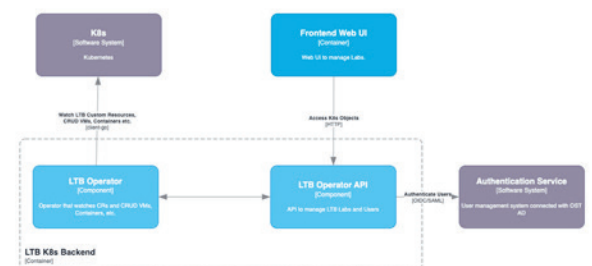 K8s
[Software System]
Kubernetes
Frontend Web UI
[Container]
Web UI to manage Labs.
Watch LTB Custom Resources,
CRUD VMs, Containers etc.
[client-go]
Access K8s Objects
[HTTP]
LTB Operator
[Component]
Operator that watches CRs and CRUD VMs,
Containers, etc.
LTB Operator API
[Component]
API to manage LTB Labs and Users
Authenticate Users
[OIDC/SAML]
Authentication Service
[Software System]
User management system connected with OST
AD
LTB K8s Backend
[Container]